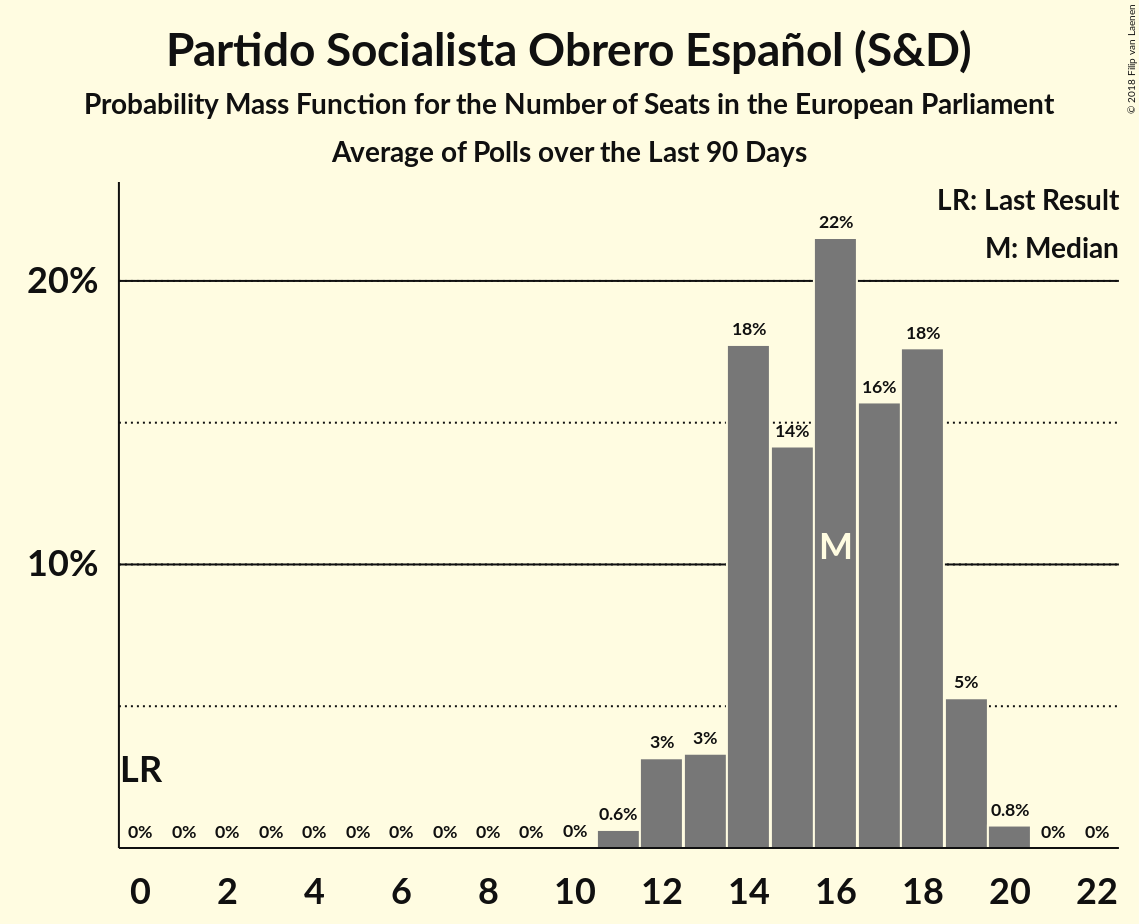 Partido Socialista Obrero Español (S&D)
Probability Mass Function for the Number of Seats in the European Parliament
Average of Polls over the Last 90 Days
© 2018 Filip van Laenen
LR: Last Result
M: Median
22%
20%
18%
18%
16%
14%
M
10%
5%
3%
3%
LR
0.6%
0.8%
0% 0% 0% 0% 0% 0% 0% 0% 0% 0% 0% 0% 0%
0 2 4 6 8 10 12 14 16 18 20 22